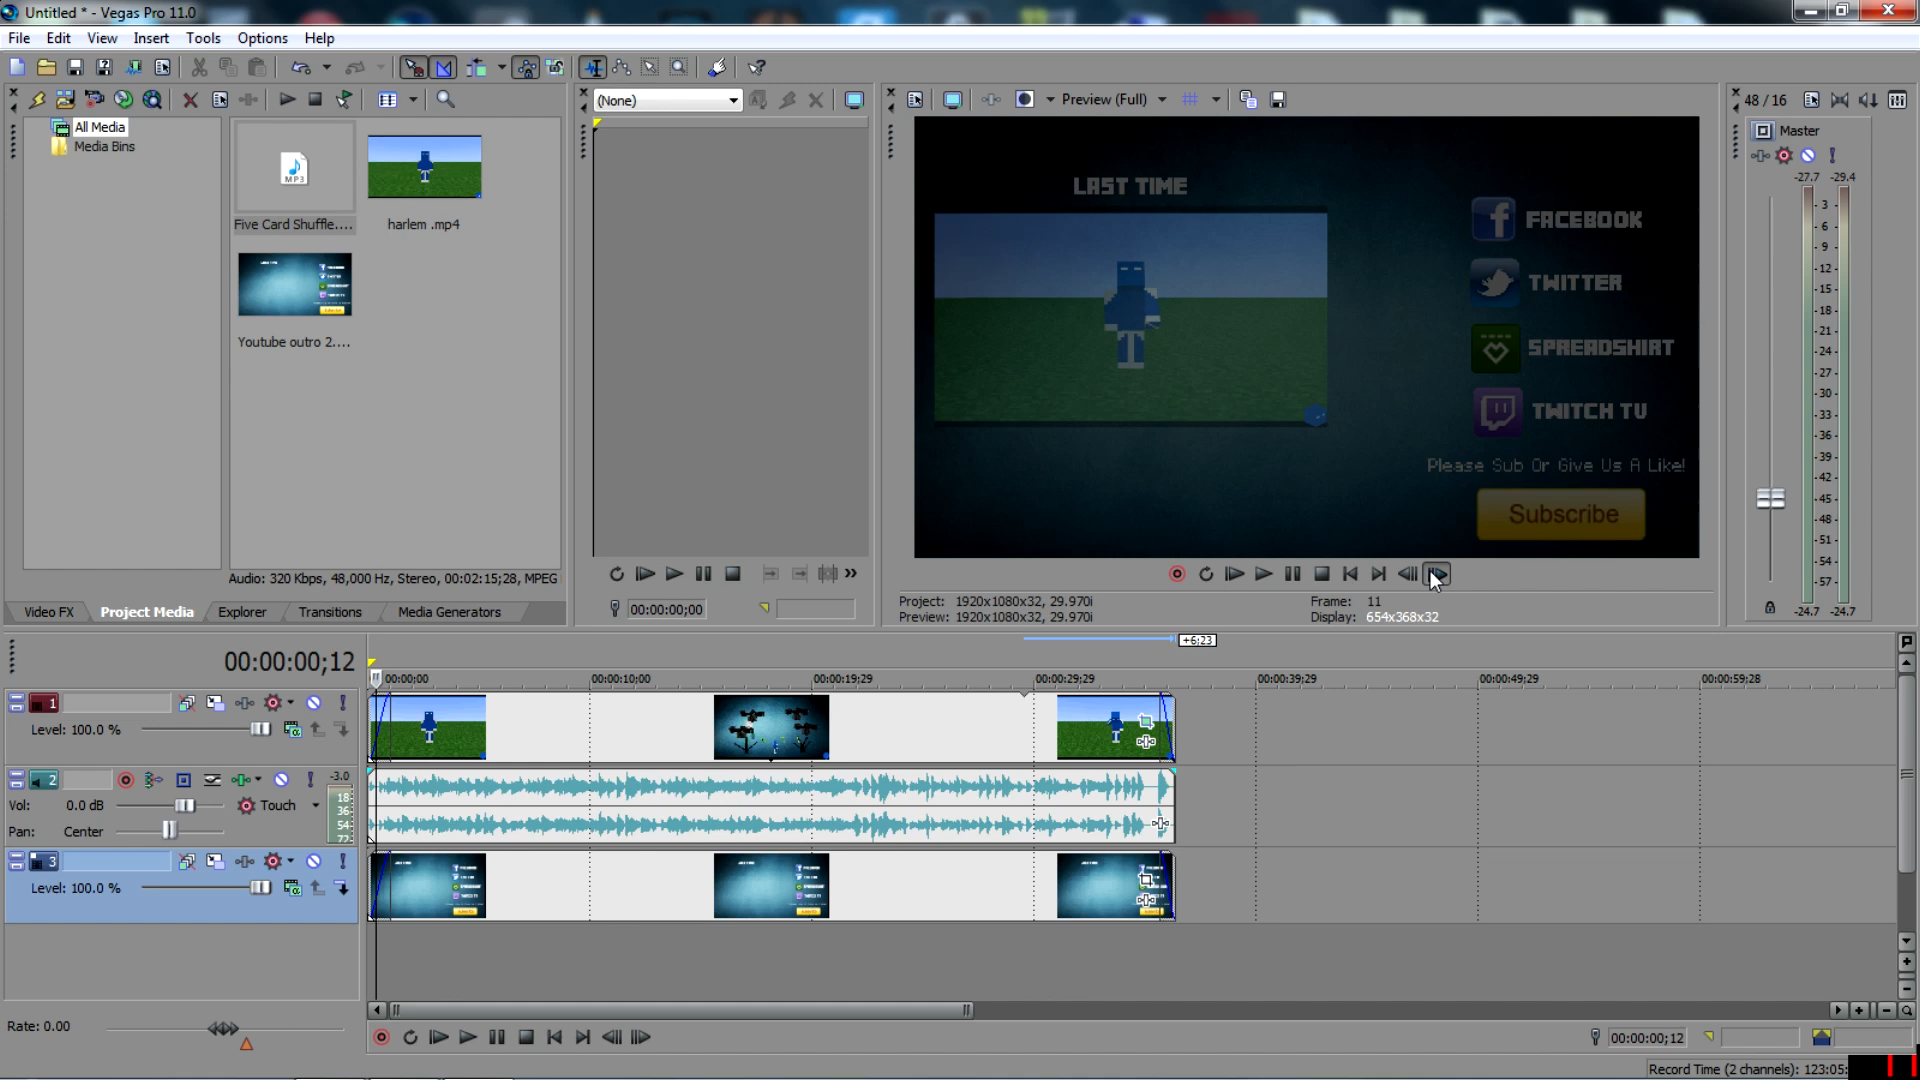 Untitled * - Vegas Pro 11.0
File Edit View Insert Tools Options Help
(None)
Preview (Full)
48 / 16
All Media
Media Bins
MP3
Five Card Shuffle....
harlem .mp4
Youtube outro 2....
Audio: 320 Kbps, 48,000 Hz, Stereo, 00:02:15;28, MPEG
Video FX Project Media Explorer Transitions Media Generators
00:00:00;00
LAST TIME
FACEBOOK
TWITTER
SPREADSHIRT
TWITCH TV
Please Sub Or Give Us A Like!
Subscribe
Project: 1920x1080x32, 29.970i
Preview: 1920x1080x32, 29.970i
Frame: 11
Display: 654x368x32
Master
-27.7 -29.4
- 3 -
- 6 -
- 9 -
-12-
-15-
-18-
-21-
-24-
-27-
-30-
-33-
-36-
-39-
-42-
-45-
-48-
-51-
-54-
-57-
-24.7 -24.7
00:00:00;12
+6;23
00:00:00;00 00:00:10;00 00:00:19;29 00:00:29;29 00:00:39;29 00:00:49;29 00:00:59;28
1
Level: 100.0 %
2
-3.0
Vol: 0.0 dB Touch
Pan: Center
18
36
54
72
3
Level: 100.0 %
Rate: 0.00
00:00:00;12
Record Time (2 channels): 123:05: